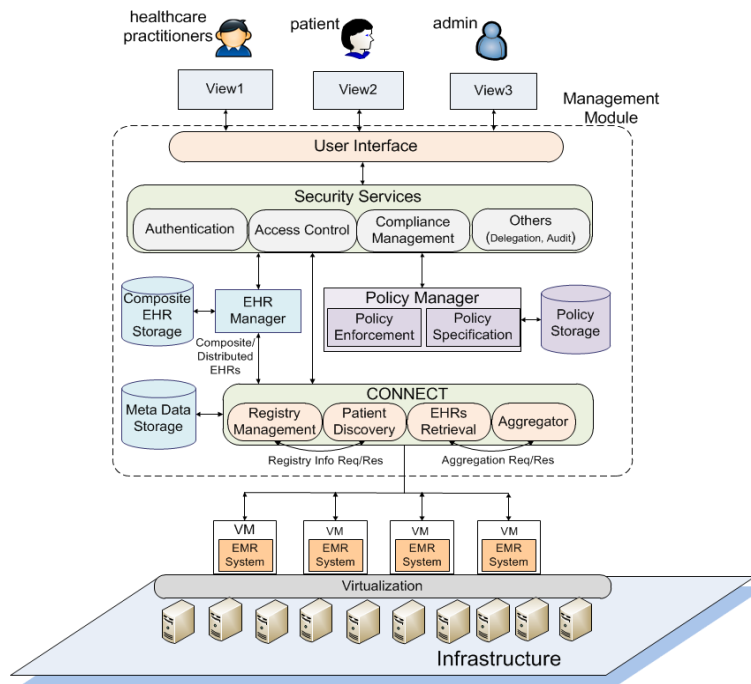 healthcare
practitioners
patient
admin
View1
View2
View3
Management
Module
User Interface
Security Services
Authentication
Access Control
Compliance
Management
Others
(Delegation, Audit)
Composite
EHR
Storage
EHR
Manager
Policy Manager
Policy
Enforcement
Policy
Specification
Policy
Storage
Composite/
Distributed
EHRs
CONNECT
Meta Data
Storage
Registry
Management
Patient
Discovery
EHRs
Retrieval
Aggregator
Registry Info Req/Res
Aggregation Req/Res
VM
EMR
System
VM
EMR
System
VM
EMR
System
VM
EMR
System
Virtualization
Infrastructure